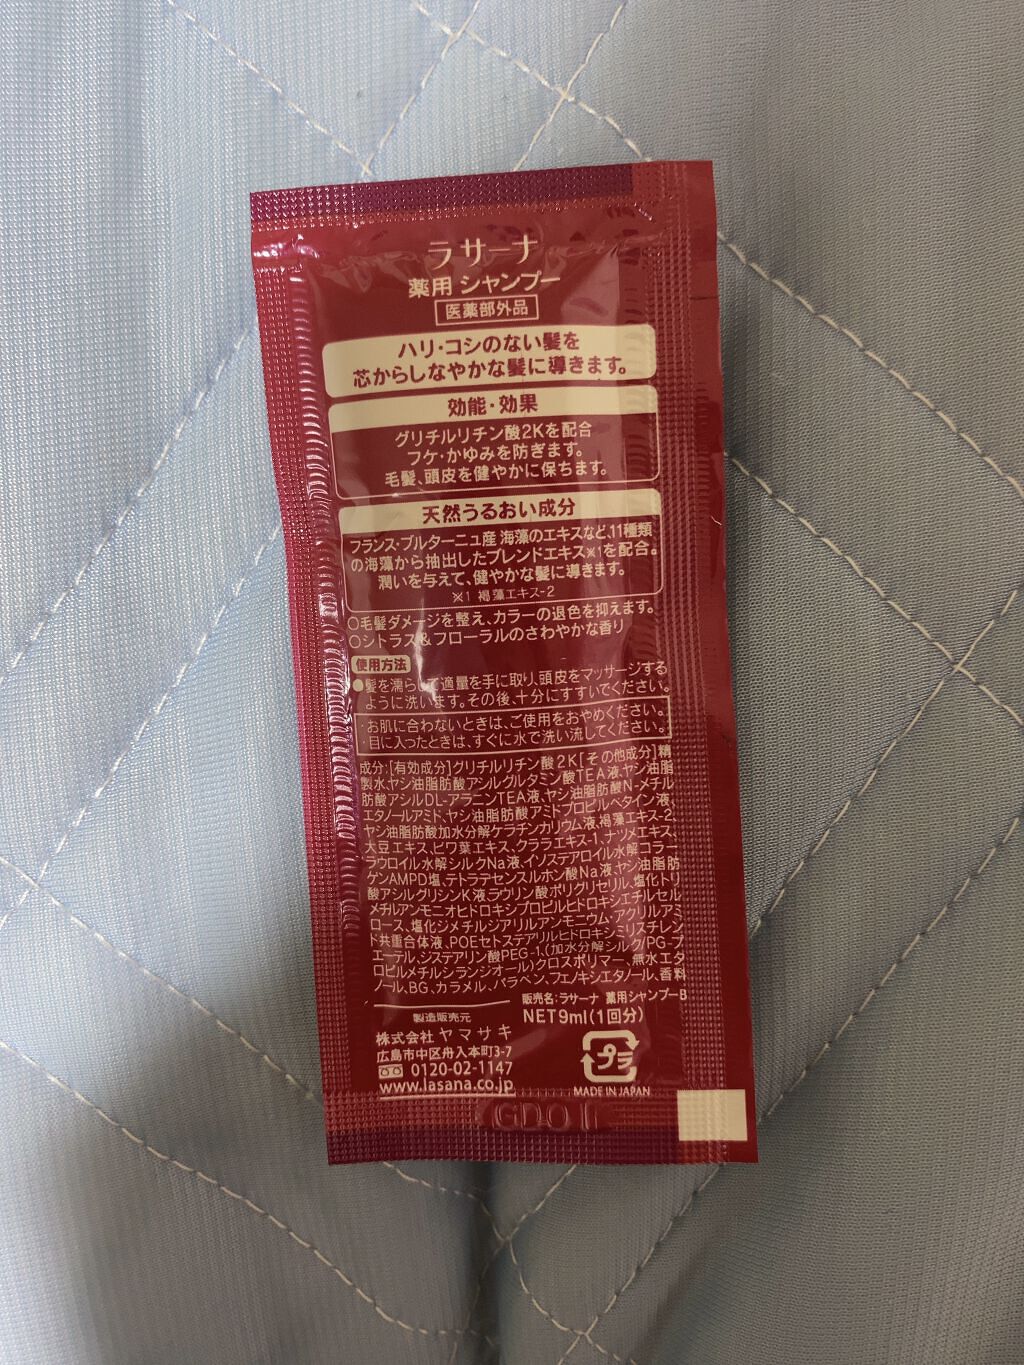 ラサーナ
薬用 シャンプー
医薬部外品
ハリ・コシのない髪を
芯からしなやかな髪に導きます。
効能・効果
グリチルリチン酸2Kを配合
フケ・かゆみを防ぎます。
毛髪、頭皮を健やかに保ちます。
天然うるおい成分
フランス・ブルターニュ産 海藻のエキスなど、11種類
の海藻から抽出したブレンドエキス※1を配合。
潤いを与えて、健やかな髪に導きます。
※1 褐藻エキス-2
○毛髪ダメージを整え、カラーの退色を抑えます。
○シトラス&フローラルのさわやかな香り
使用方法
●髪を濡らして適量を手に取り、頭皮をマッサージする
ように洗います。その後、十分にすすいでください。
・お肌に合わないときは、ご使用をおやめください。
・目に入ったときは、すぐに水で洗い流してください。
成分:[有効成分]グリチルリチン酸2K[その他成分]精
製水、ヤシ油脂肪酸アシルグルタミン酸TEA液、ヤシ油脂
肪酸アシルDL-アラニンTEA液、ヤシ油脂肪酸N-メチル
エタノールアミド、ヤシ油脂肪酸アミドプロピルベタイン液、
ヤシ油脂肪酸加水分解ケラチンカリウム液、褐藻エキス-2、
大豆エキス、ビワ葉エキス、クララエキス-1、ナツメエキス、
ラウロイル水解シルクNa液、イソステアロイル水解コラー
ゲンAMPD塩、テトラデセンスルホン酸Na液、ヤシ油脂肪
酸アシルグリシンK液、ラウリン酸ポリグリセリル、塩化トリ
メチルアンモニオヒドロキシプロピルヒドロキシエチルセル
ロース、塩化ジメチルジアリルアンモニウム・アクリルアミ
ド共重合体液、POEセトステアリルヒドロキシミリスチレン
エーテル、ジステアリン酸PEG-1、(加水分解シルク/PG-プ
ロピルメチルシランジオール)クロスポリマー、無水エタ
ノール、BG、カラメル、パラベン、フェノキシエタノール、香料
販売名:ラサーナ 薬用シャンプーB
NET9ml(1回分)
製造販売元
株式会社 ヤマサキ
広島市中区舟入本町3-7
0120-02-1147
www.lasana.co.jp
プラ
MADE IN JAPAN